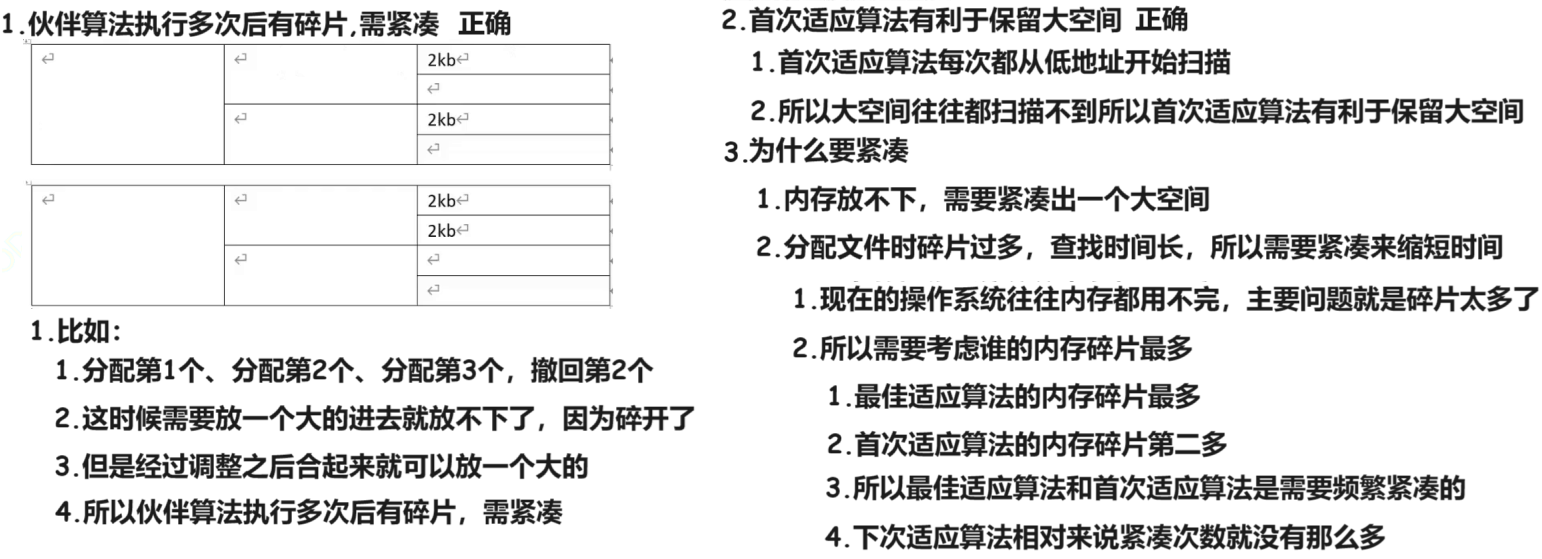 1.伙伴算法执行多次后有碎片,需紧凑 正确
2kb
2kb
2kb
2kb
1.比如：
1.分配第1个、分配第2个、分配第3个，撤回第2个
2.这时候需要放一个大的进去就放不下了，因为碎开了
3.但是经过调整之后合起来就可以放一个大的
4.所以伙伴算法执行多次后有碎片，需紧凑
2.首次适应算法有利于保留大空间 正确
1.首次适应算法每次都从低地址开始扫描
2.所以大空间往往都扫描不到所以首次适应算法有利于保留大空间
3.为什么要紧凑
1.内存放不下，需要紧凑出一个大空间
2.分配文件时碎片过多，查找时间长，所以需要紧凑来缩短时间
1.现在的操作系统往往内存都用不完，主要问题就是碎片太多了
2.所以需要考虑谁的内存碎片最多
1.最佳适应算法的内存碎片最多
2.首次适应算法的内存碎片第二多
3.所以最佳适应算法和首次适应算法是需要频繁紧凑的
4.下次适应算法相对来说紧凑次数就没有那么多